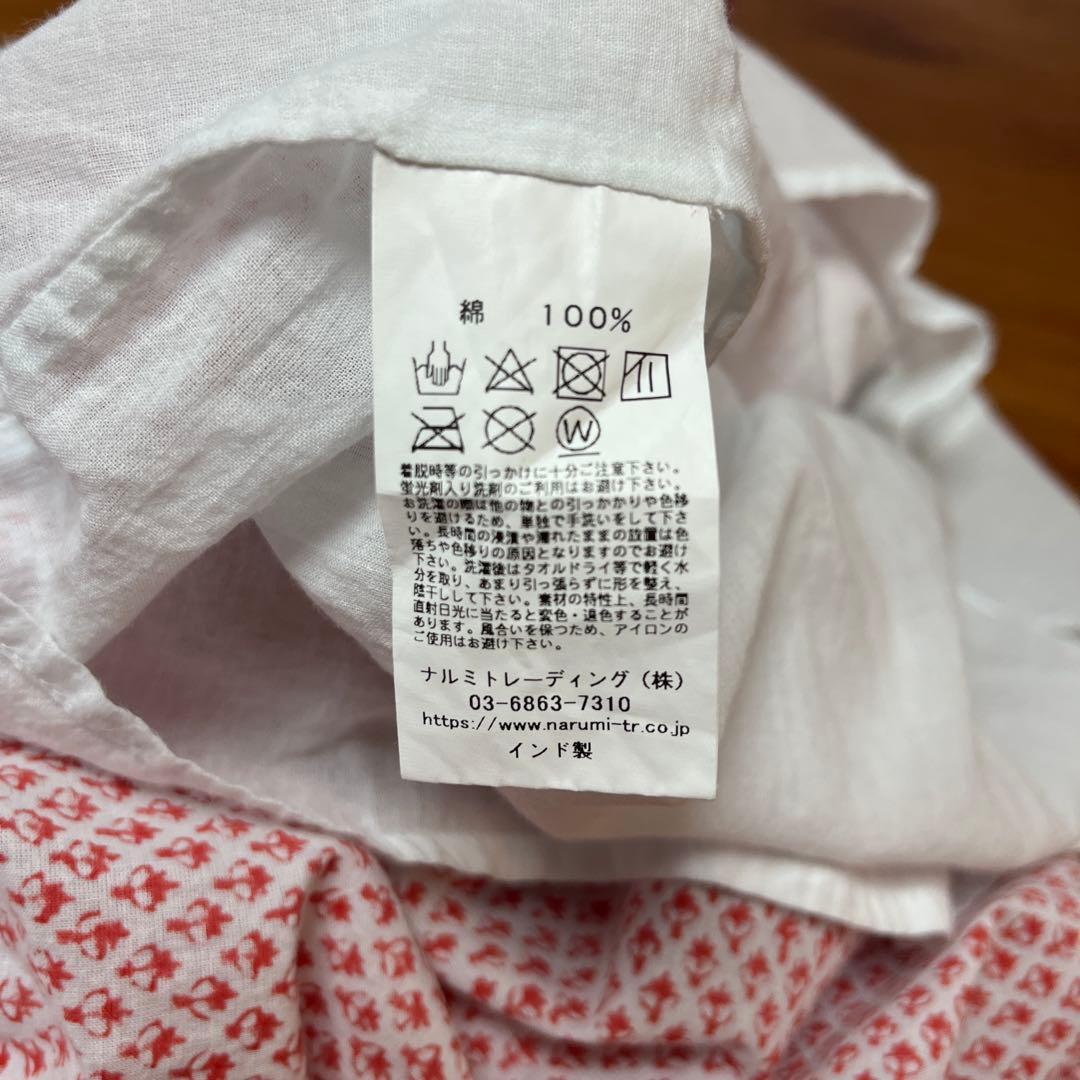 綿　100%
W
着脱時等の引っかけに十分ご注意下さい。
蛍光剤入り洗剤のご利用はお避け下さい。
お洗濯の際は他の物との引っかかりや色移
りを避けるため、単独で手洗いをして下さ
い。長時間の浸漬や濡れたままの放置は色
落ちや色移りの原因となりますのでお避け
下さい。洗濯後はタオルドライ等で軽く水
分を取り、あまり引っ張らずに形を整え、
陰干しして下さい。素材の特性上、長時間
直射日光に当たると変色・退色することが
あります。風合いを保つため、アイロンの
ご使用はお避け下さい。
ナルミトレーディング（株）
03-6863-7310
https://www.narumi-tr.co.jp
インド製